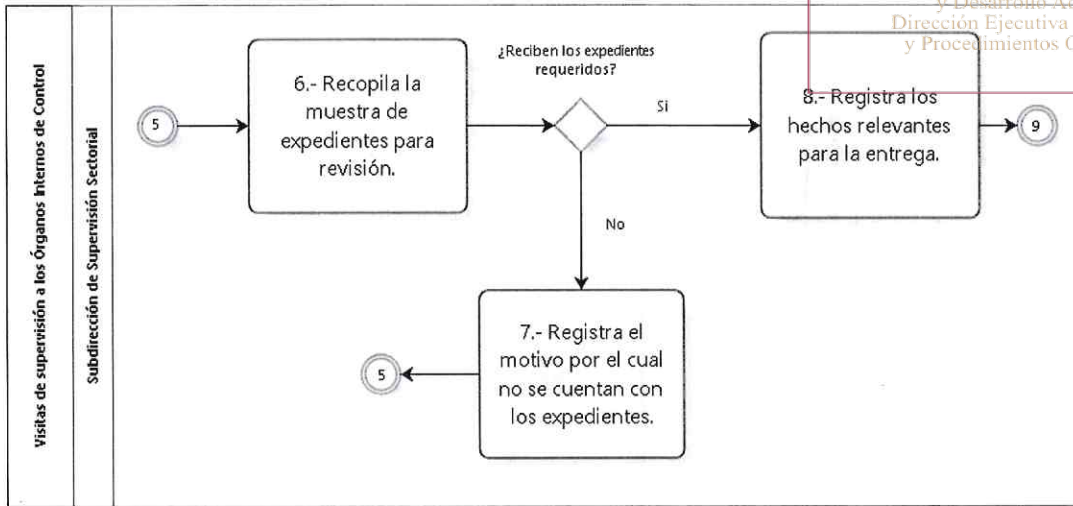 y Desarrollo
Dirección Ejecutiva
y Procedimientos
Visitas de supervisión a los Órganos Internos de Control
Subdirección de Supervisión Sectorial
5
6.- Recopila la
muestra de
expedientes para
revisión.
¿Reciben los expedientes
requeridos?
Si
8.- Registra los
hechos relevantes
para la entrega.
9
No
7.- Registra el
motivo por el cual
no se cuentan con
los expedientes.
5